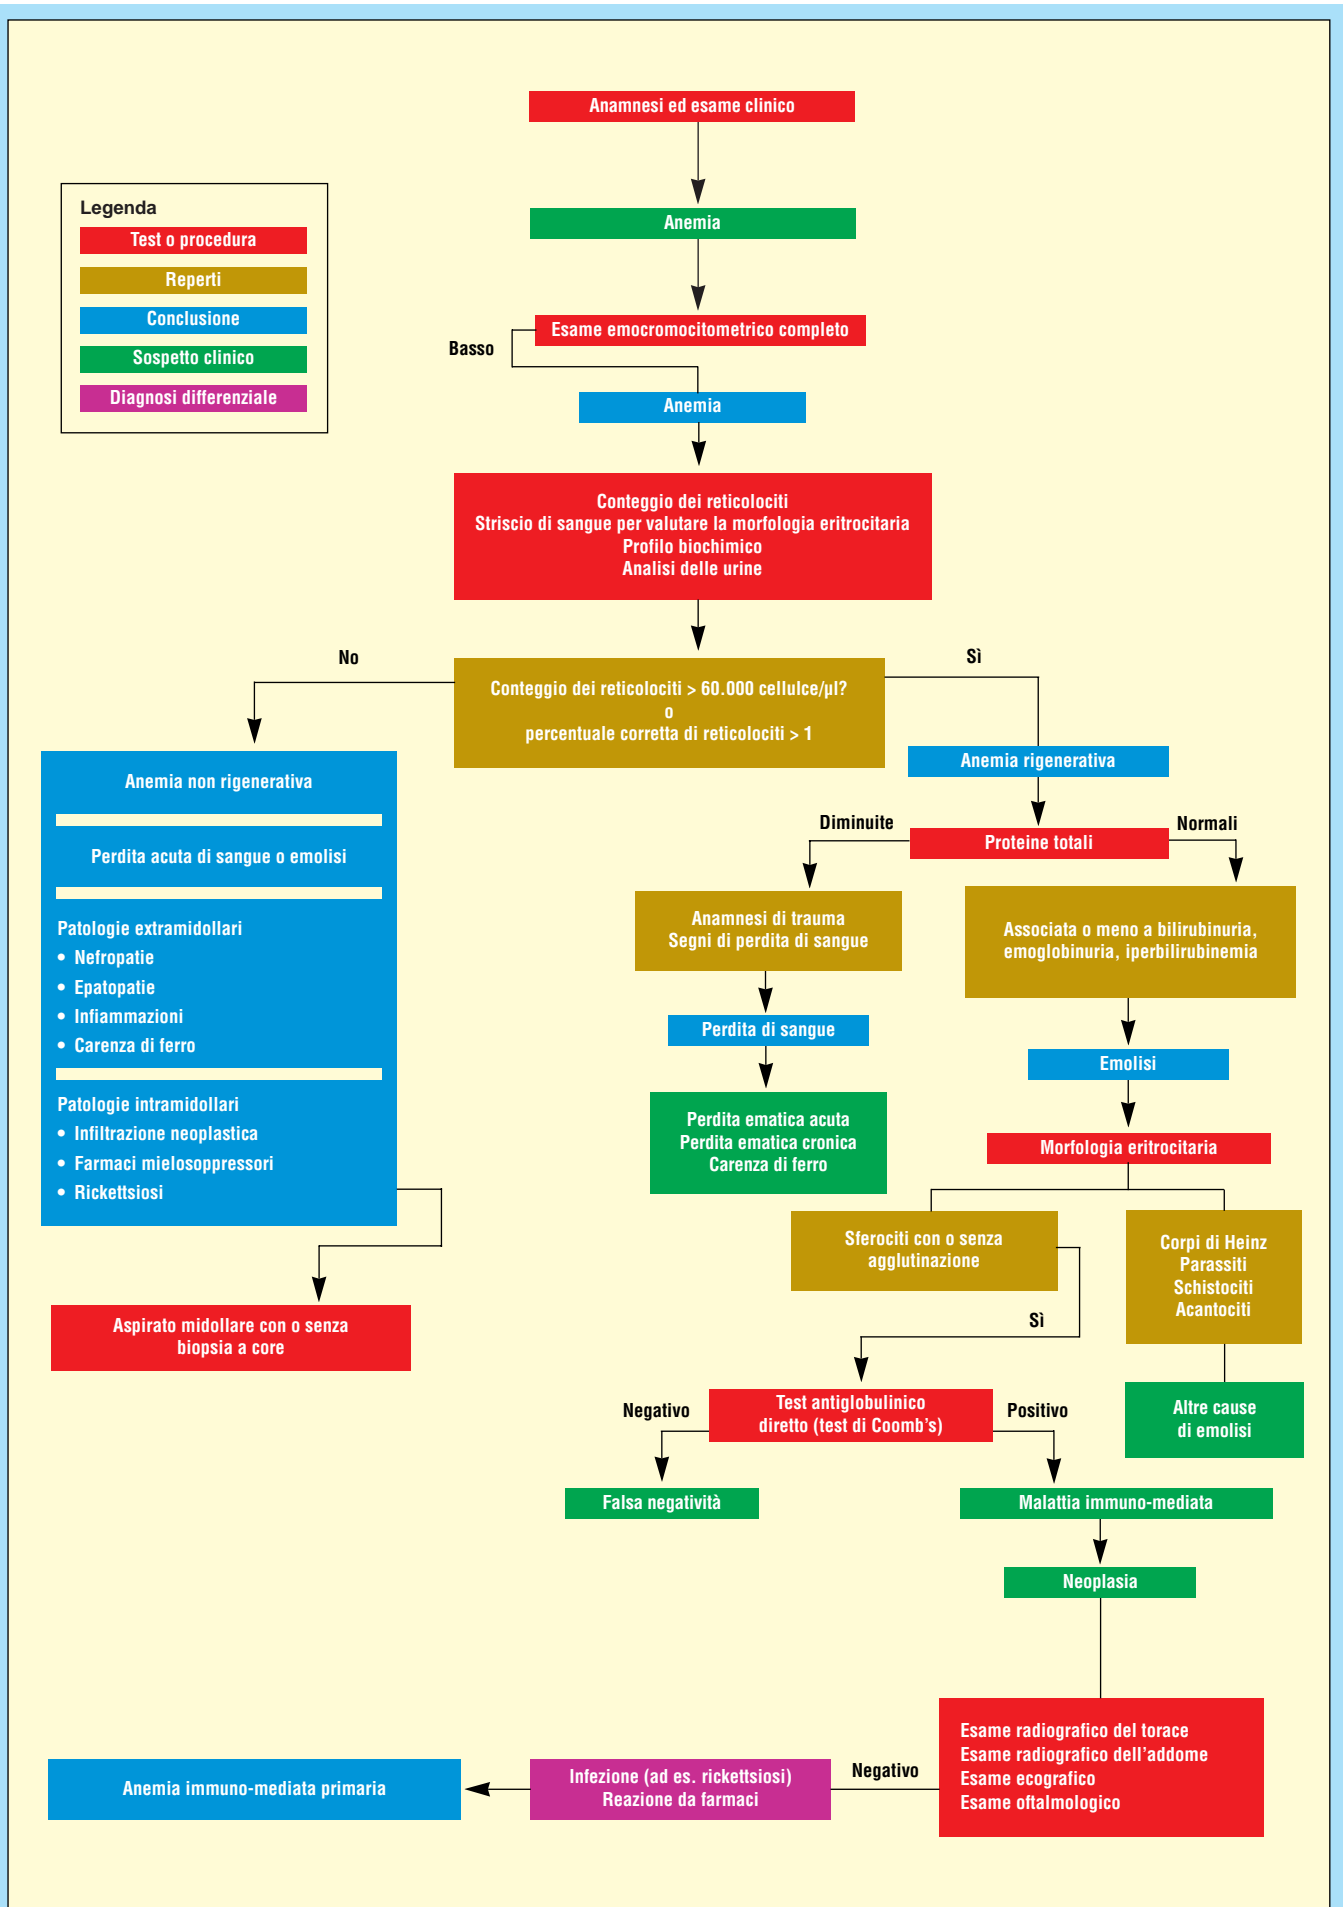 Anamnesi ed esame clinico
Legenda
Test o procedura
Reperti
Conclusione
Sospetto clinico
Diagnosi differenziale
Anemia
Esame emocromocitometrico completo
Basso
Anemia
Conteggio dei reticolociti
Striscio di sangue per valutare la morfologia eritrocitaria
Profilo biochimico
Analisi delle urine
No
Sì
Conteggio dei reticolociti > 60.000 cellulce/µl?
o
percentuale corretta di reticolociti > 1
Anemia non rigenerativa
Perdita acuta di sangue o emolisi
Patologie extramidollari
• Nefropatie
• Epatopatie
• Infiammazioni
• Carenza di ferro
Patologie intramidollari
• Infiltrazione neoplastica
• Farmaci mielosoppressori
• Rickettsiosi
Aspirato midollare con o senza
biopsia a core
Anemia rigenerativa
Diminuite
Normali
Proteine totali
Anamnesi di trauma
Segni di perdita di sangue
Perdita di sangue
Perdita ematica acuta
Perdita ematica cronica
Carenza di ferro
Associata o meno a bilirubinuria,
emoglobinuria, iperbilirubinemia
Emolisi
Morfologia eritrocitaria
Sferociti con o senza
agglutinazione
Corpi di Heinz
Parassiti
Schistociti
Acantociti
Sì
Altre cause
di emolisi
Test antiglobulinico
diretto (test di Coomb's)
Negativo
Positivo
Falsa negatività
Malattia immuno-mediata
Neoplasia
Esame radiografico del torace
Esame radiografico dell'addome
Esame ecografico
Esame oftalmologico
Negativo
Infezione (ad es. rickettsiosi)
Reazione da farmaci
Anemia immuno-mediata primaria